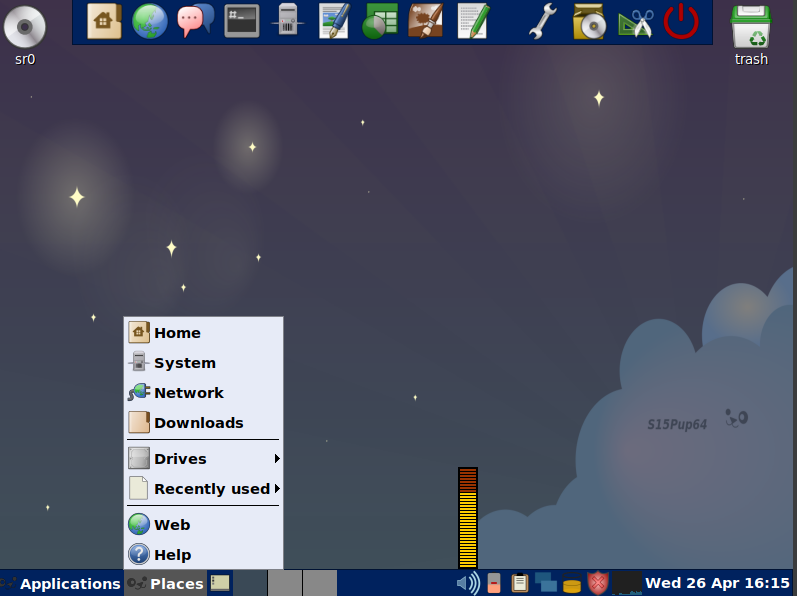 sr0
trash
Home
System
Network
Downloads
Drives
Recently used
Web
Help
S15Pup64
Applications
Places
Wed 26 Apr 16:15